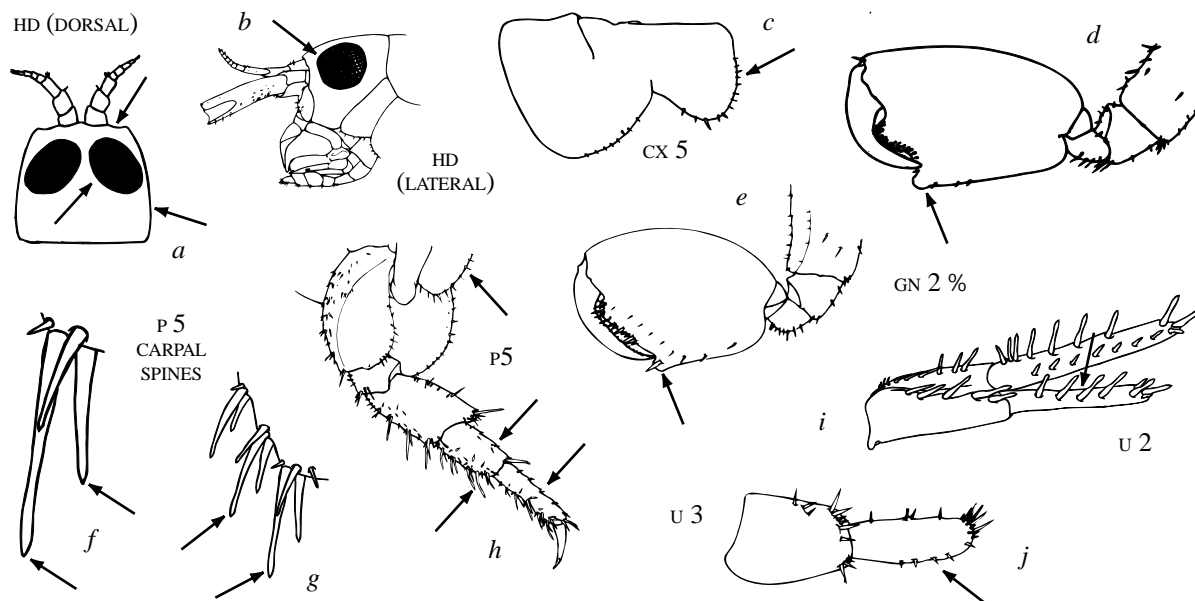 HD (DORSAL)
a
b
HD
(LATERAL)
c
CX 5
d
GN 2 %
e
P 5
CARPAL
SPINES
f
g
P5
h
i
U 2
U 3
j